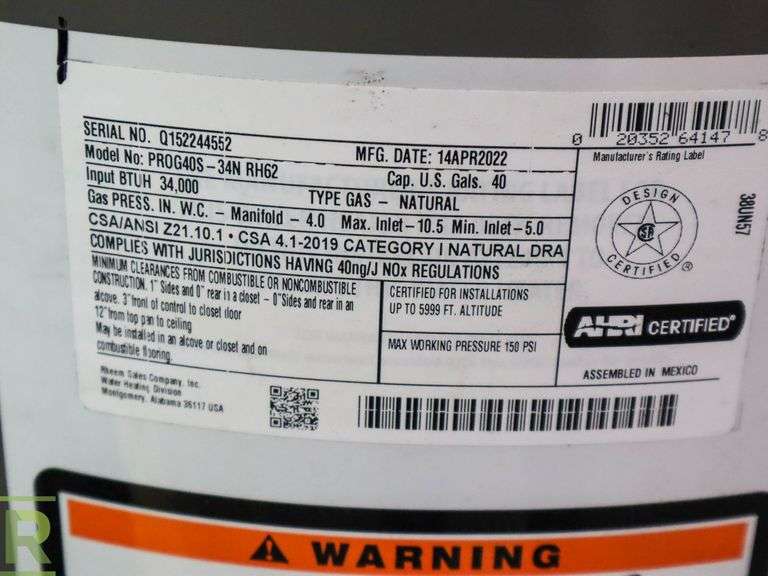 SERIAL NO. Q152244552
MFG. DATE: 14APR2022
Model No: PROG40S-34N RH62
Cap. U.S. Gals. 40
Input BTUH 34,000
TYPE GAS - NATURAL
Gas PRESS. IN. W.C. - Manifold - 4.0 Max. Inlet-10.5 Min. Inlet-5.0
CSA/ANSI Z21.10.1 • CSA 4.1-2019 CATEGORY I NATURAL DRA
COMPLIES WITH JURISDICTIONS HAVING 40ng/J NOx REGULATIONS
MINIMUM CLEARANCES FROM COMBUSTIBLE OR NONCOMBUSTIBLE
CONSTRUCTION. 1" Sides and 0" rear in a closet - 0"Sides and rear in an
alcove. 3" front of control to closet door
12"from top pan to ceiling
May be installed in an alcove or closet and on
combustible flooring.
CERTIFIED FOR INSTALLATIONS
UP TO 5999 FT. ALTITUDE
MAX WORKING PRESSURE 150 PSI
Rheem Sales Company, Inc.
Water Heating Division
Montgomery, Alabama 36117 USA
0 20352 64147 8
Manufacturer's Rating Label
38UN57
DESIGN
CERTIFIED
®
AHRI CERTIFIED®
ASSEMBLED IN MEXICO
WARNING
R